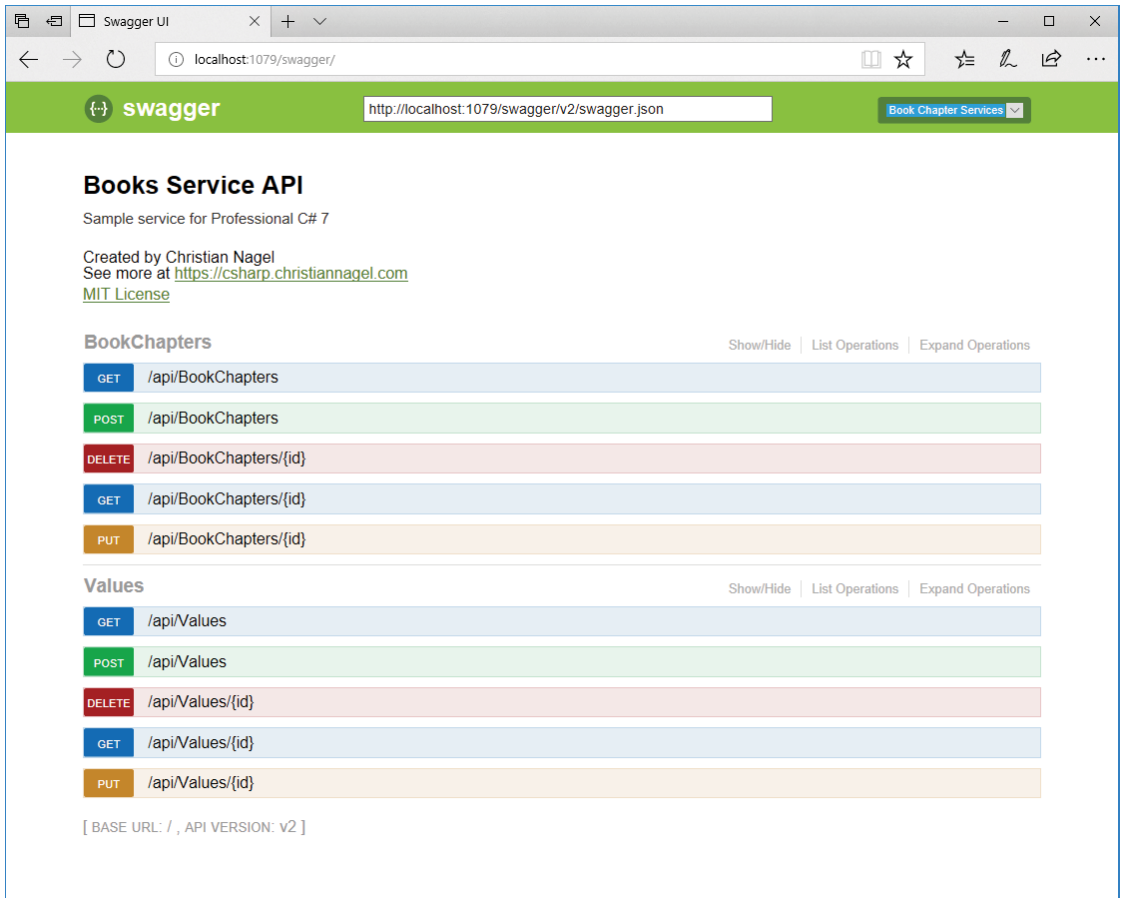 Swagger UI
localhost:1079/swagger/
swagger
http://localhost:1079/swagger/v2/swagger.json
Book Chapter Services
Books Service API
Sample service for Professional C# 7
Created by Christian Nagel
See more at https://csharp.christiannagel.com
MIT License
BookChapters Show/Hide List Operations Expand Operations
GET /api/BookChapters
POST /api/BookChapters
DELETE /api/BookChapters/{id}
GET /api/BookChapters/{id}
PUT /api/BookChapters/{id}
Values Show/Hide List Operations Expand Operations
GET /api/Values
POST /api/Values
DELETE /api/Values/{id}
GET /api/Values/{id}
PUT /api/Values/{id}
[ BASE URL: / , API VERSION: v2 ]